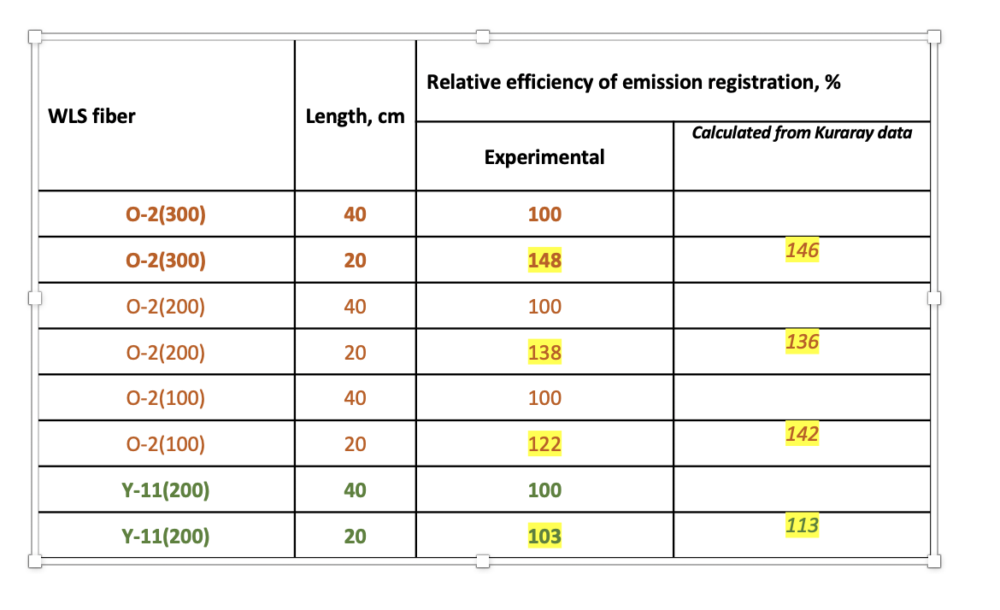 WLS fiber
Length, cm
Relative efficiency of emission registration, %
Experimental
Calculated from Kuraray data
O-2(300) 40 100
O-2(300) 20 148 146
O-2(200) 40 100
O-2(200) 20 138 136
O-2(100) 40 100
O-2(100) 20 122 142
Y-11(200) 40 100
Y-11(200) 20 103 113